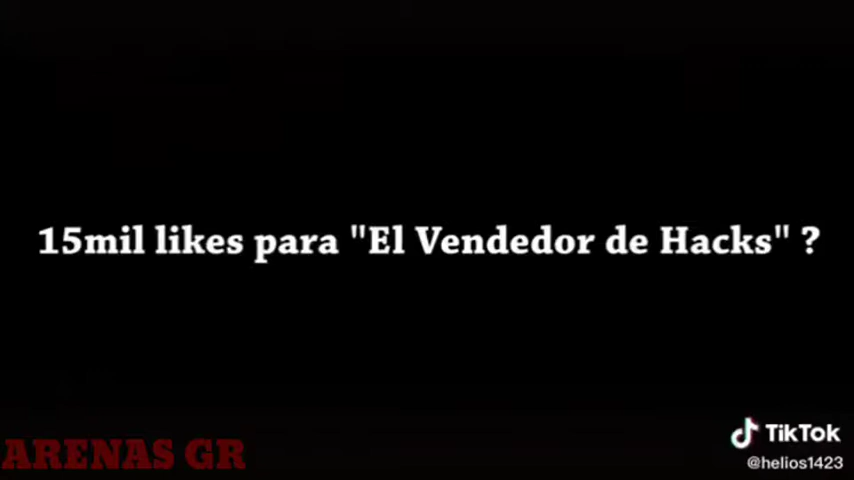 15mil likes para "El Vendedor de Hacks" ?
TikTok
ARENAS GR
@helios1423